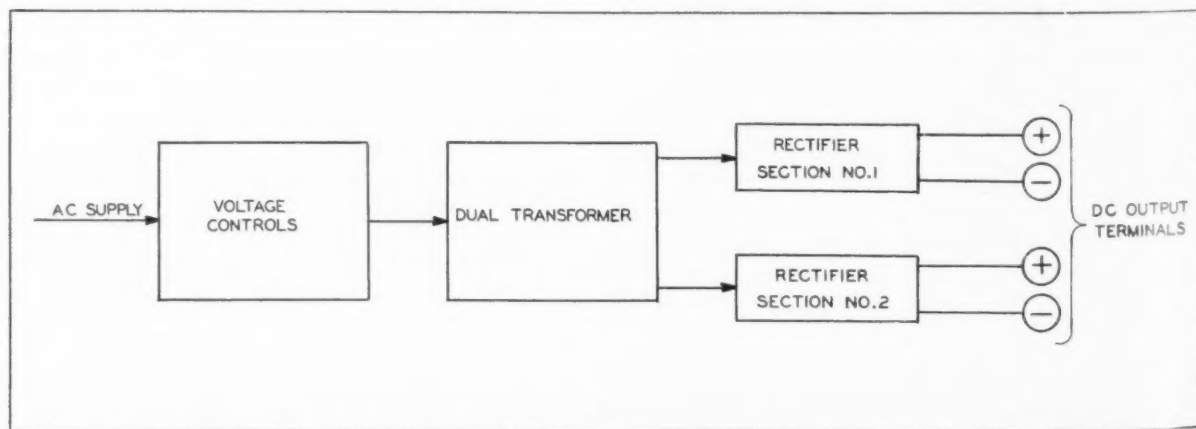 AC SUPPLY
VOLTAGE
CONTROLS
DUAL TRANSFORMER
RECTIFIER
SECTION NO.1
+
−
RECTIFIER
SECTION NO.2
+
−
DC OUTPUT
TERMINALS